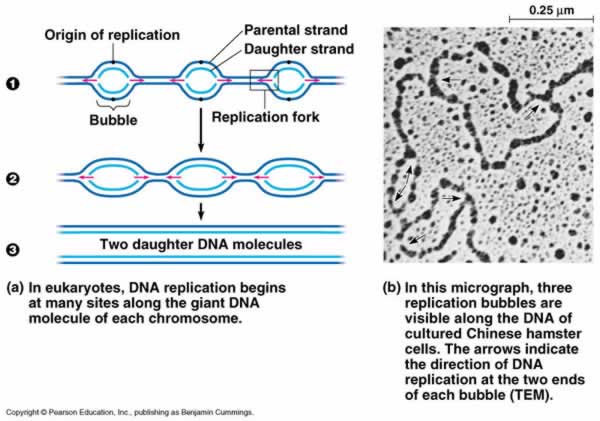 0.25 µm
Origin of replication
Parental strand
Daughter strand
1
Bubble
Replication fork
2
3
Two daughter DNA molecules
(a) In eukaryotes, DNA replication begins
at many sites along the giant DNA
molecule of each chromosome.
(b) In this micrograph, three
replication bubbles are
visible along the DNA of
cultured Chinese hamster
cells. The arrows indicate
the direction of DNA
replication at the two ends
of each bubble (TEM).
Copyright © Pearson Education, Inc., publishing as Benjamin Cummings.